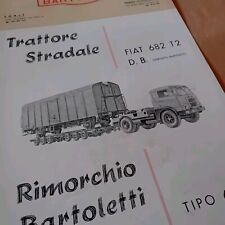 Trattore
Stradale
FIAT 682 T2
D.B.
Rimorchio
Bartoletti
TIPO